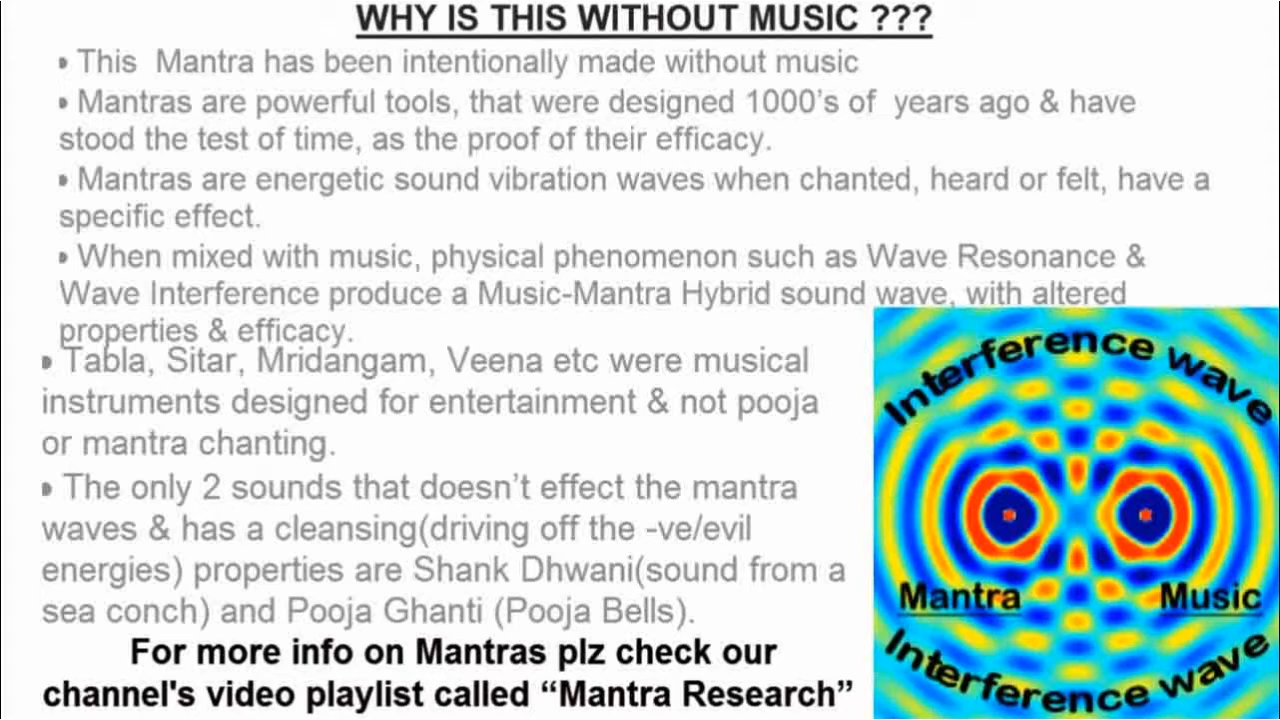 WHY IS THIS WITHOUT MUSIC ???
• This  Mantra has been intentionally made without music
• Mantras are powerful tools, that were designed 1000's of  years ago & have
stood the test of time, as the proof of their efficacy.
• Mantras are energetic sound vibration waves when chanted, heard or felt, have a
specific effect.
• When mixed with music, physical phenomenon such as Wave Resonance &
Wave Interference produce a Music-Mantra Hybrid sound wave, with altered
properties & efficacy.
• Tabla, Sitar, Mridangam, Veena etc were musical
instruments designed for entertainment & not pooja
or mantra chanting.
• The only 2 sounds that doesn't effect the mantra
waves & has a cleansing(driving off the -ve/evil
energies) properties are Shank Dhwani(sound from a
sea conch) and Pooja Ghanti (Pooja Bells).
For more info on Mantras plz check our
channel's video playlist called “Mantra Research”
Interference wave
Mantra
Music
Interference wave